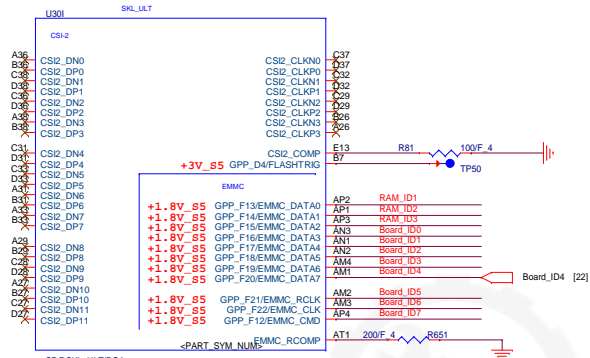 U30I SKL_ULT
CSI-2
A36 CSI2_DN0 CSI2_CLKN0 C37
B36 CSI2_DP0 CSI2_CLKP0 D37
C38 CSI2_DN1 CSI2_CLKN1 C32
D38 CSI2_DP1 CSI2_CLKP1 D32
C36 CSI2_DN2 CSI2_CLKN2 C29
D36 CSI2_DP2 CSI2_CLKP2 D29
A38 CSI2_DN3 CSI2_CLKN3 B26
B38 CSI2_DP3 CSI2_CLKP3 A26
C31 CSI2_DN4 CSI2_COMP E13 R81 100/F_4
D31 CSI2_DP4 +3V_S5 GPP_D4/FLASHTRIG B7 TP50
C33 CSI2_DN5
D33 CSI2_DP5
A31 CSI2_DN6 EMMC
B31 CSI2_DP6 +1.8V_S5 GPP_F13/EMMC_DATA0 AP2 RAM_ID1
A33 CSI2_DN7 +1.8V_S5 GPP_F14/EMMC_DATA1 AP1 RAM_ID2
B33 CSI2_DP7 +1.8V_S5 GPP_F15/EMMC_DATA2 AP3 RAM_ID3
+1.8V_S5 GPP_F16/EMMC_DATA3 AN3 Board_ID0
A29 CSI2_DN8 +1.8V_S5 GPP_F17/EMMC_DATA4 AN1 Board_ID1
B29 CSI2_DP8 +1.8V_S5 GPP_F18/EMMC_DATA5 AN2 Board_ID2
C28 CSI2_DN9 +1.8V_S5 GPP_F19/EMMC_DATA6 AM4 Board_ID3
D28 CSI2_DP9 +1.8V_S5 GPP_F20/EMMC_DATA7 AM1 Board_ID4 Board_ID4 [22]
A27 CSI2_DN10
B27 CSI2_DP10 +1.8V_S5 GPP_F21/EMMC_RCLK AM2 Board_ID5
C27 CSI2_DN11 +1.8V_S5 GPP_F22/EMMC_CLK AM3 Board_ID6
D27 CSI2_DP11 +1.8V_S5 GPP_F12/EMMC_CMD AP4 Board_ID7
EMMC_RCOMP AT1 200/F_4 R651
<PART_SYM_NUM>